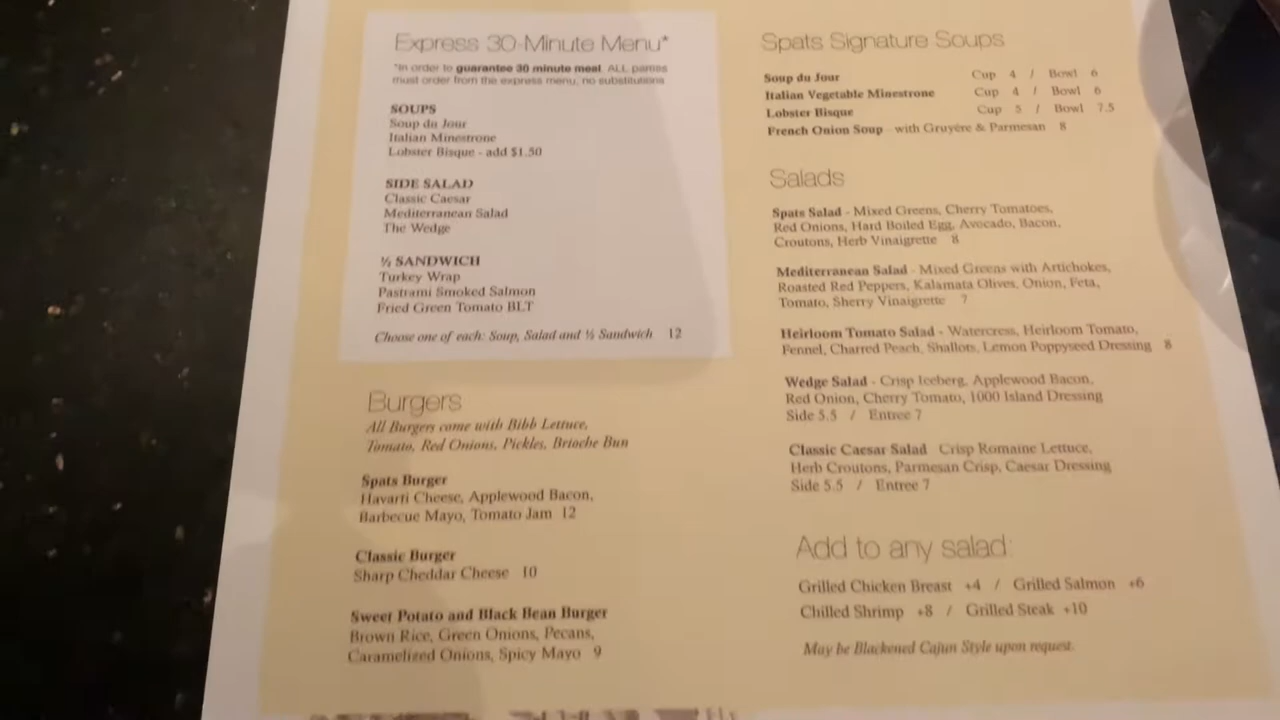 Express 30-Minute Menu*
*In order to guarantee 30 minute meal, ALL parties
must order from the express menu, no substitutions
SOUPS
Soup du Jour
Italian Minestrone
Lobster Bisque - add $1.50
SIDE SALAD
Classic Caesar
Mediterranean Salad
The Wedge
½ SANDWICH
Turkey Wrap
Pastrami Smoked Salmon
Fried Green Tomato BLT
Choose one of each: Soup, Salad and ½ Sandwich 12
Burgers
All Burgers come with Bibb Lettuce,
Tomato, Red Onions, Pickles, Brioche Bun
Spats Burger
Havarti Cheese, Applewood Bacon,
Barbecue Mayo, Tomato Jam 12
Classic Burger
Sharp Cheddar Cheese 10
Sweet Potato and Black Bean Burger
Brown Rice, Green Onions, Pecans,
Caramelized Onions, Spicy Mayo 9
Spats Signature Soups
Soup du Jour Cup 4 / Bowl 6
Italian Vegetable Minestrone Cup 4 / Bowl 6
Lobster Bisque Cup 5 / Bowl 7.5
French Onion Soup - with Gruyére & Parmesan 8
Salads
Spats Salad - Mixed Greens, Cherry Tomatoes,
Red Onions, Hard Boiled Egg, Avocado, Bacon,
Croutons, Herb Vinaigrette 8
Mediterranean Salad - Mixed Greens with Artichokes,
Roasted Red Peppers, Kalamata Olives, Onion, Feta,
Tomato, Sherry Vinaigrette 7
Heirloom Tomato Salad - Watercress, Heirloom Tomato,
Fennel, Charred Peach, Shallots, Lemon Poppyseed Dressing 8
Wedge Salad - Crisp Iceberg, Applewood Bacon,
Red Onion, Cherry Tomato, 1000 Island Dressing
Side 5.5 / Entree 7
Classic Caesar Salad Crisp Romaine Lettuce,
Herb Croutons, Parmesan Crisp, Caesar Dressing
Side 5.5 / Entree 7
Add to any salad:
Grilled Chicken Breast +4 / Grilled Salmon +6
Chilled Shrimp +8 / Grilled Steak +10
May be Blackened Cajun Style upon request.